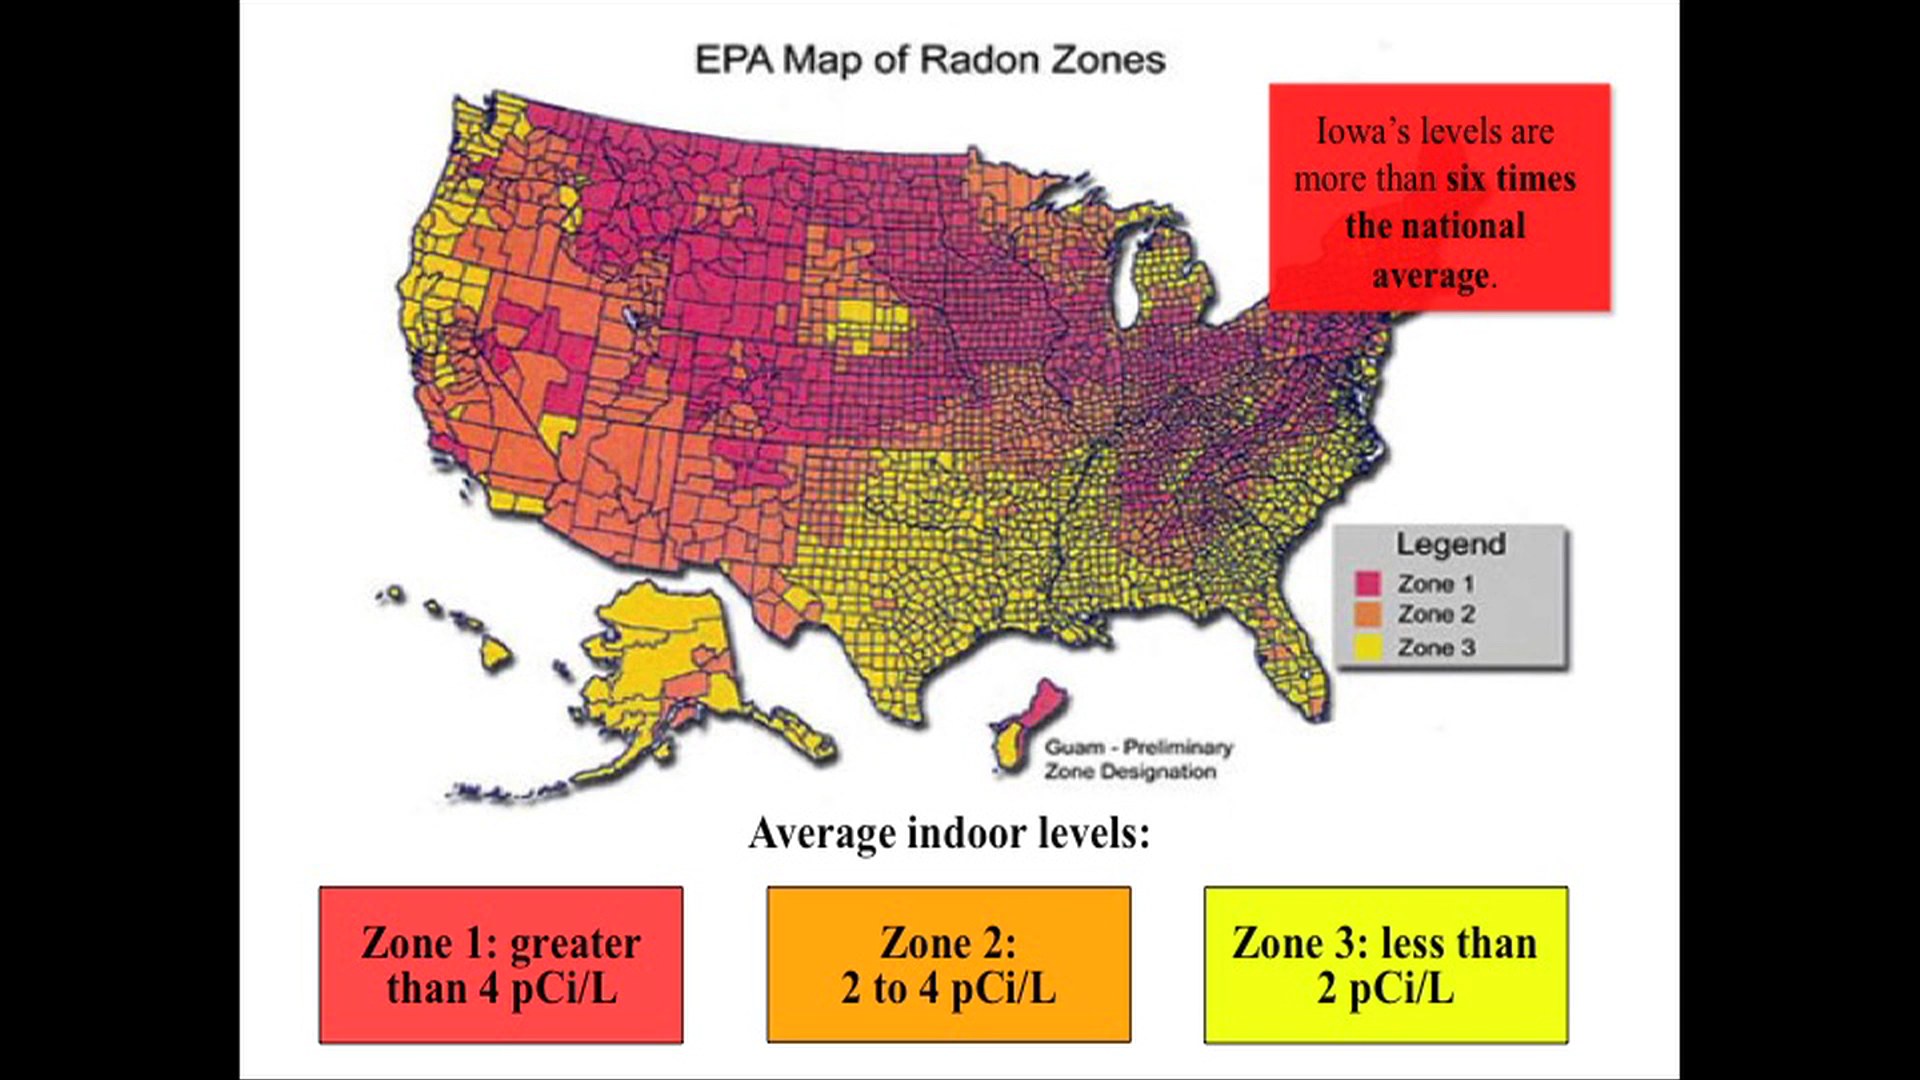 EPA Map of Radon Zones
Iowa’s levels are
more than six times
the national
average.
Legend
Zone 1
Zone 2
Zone 3
Guam - Preliminary
Zone Designation
Average indoor levels:
Zone 1: greater
than 4 pCi/L
Zone 2:
2 to 4 pCi/L
Zone 3: less than
2 pCi/L